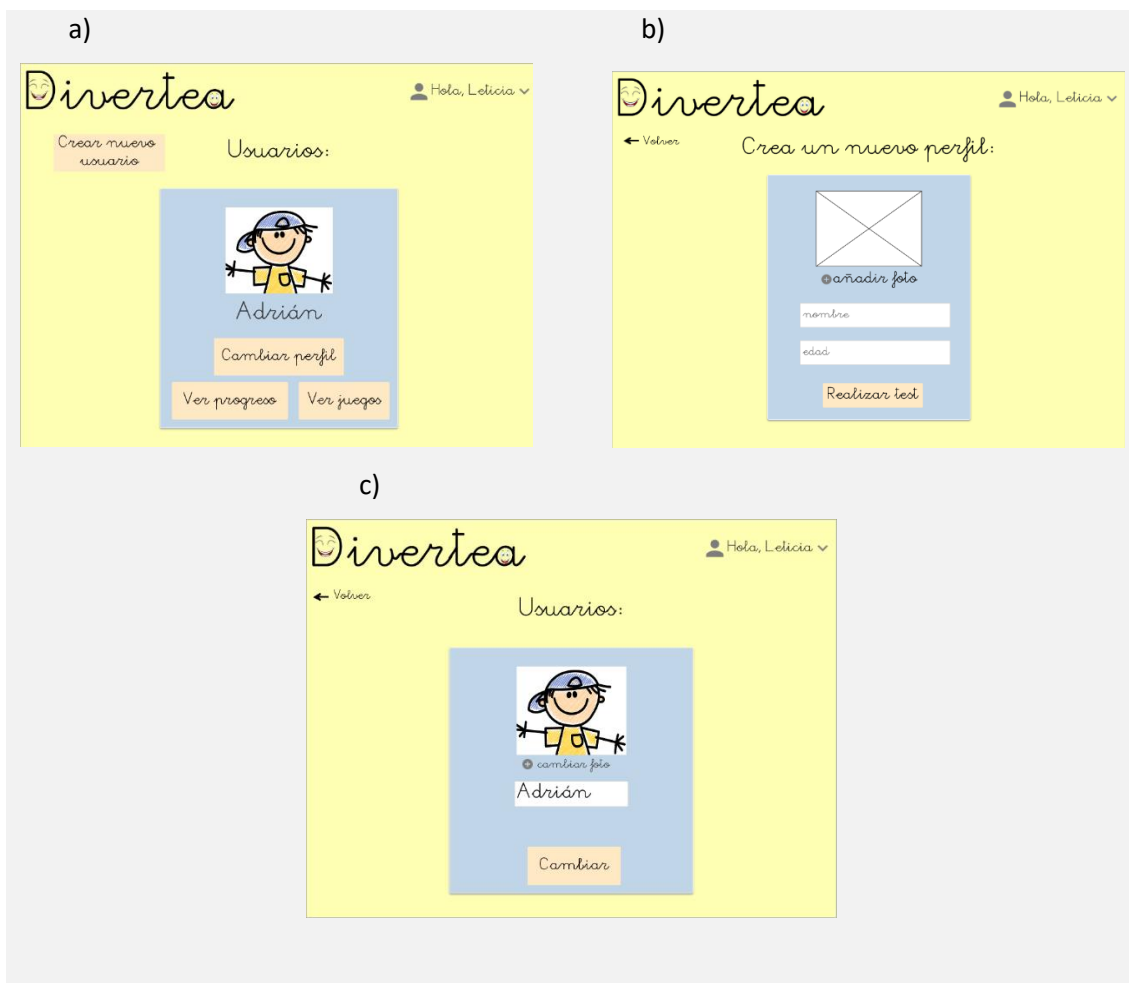 a)
Divertea
Hola, Leticia
Crear nuevo
usuario
Usuarios:
Adrián
Cambiar perfil
Ver progreso
Ver juegos
b)
Divertea
Hola, Leticia
Volver
Crea un nuevo perfil:
añadir foto
nombre
edad
Realizar test
c)
Divertea
Hola, Leticia
Volver
Usuarios:
cambiar foto
Adrián
Cambiar